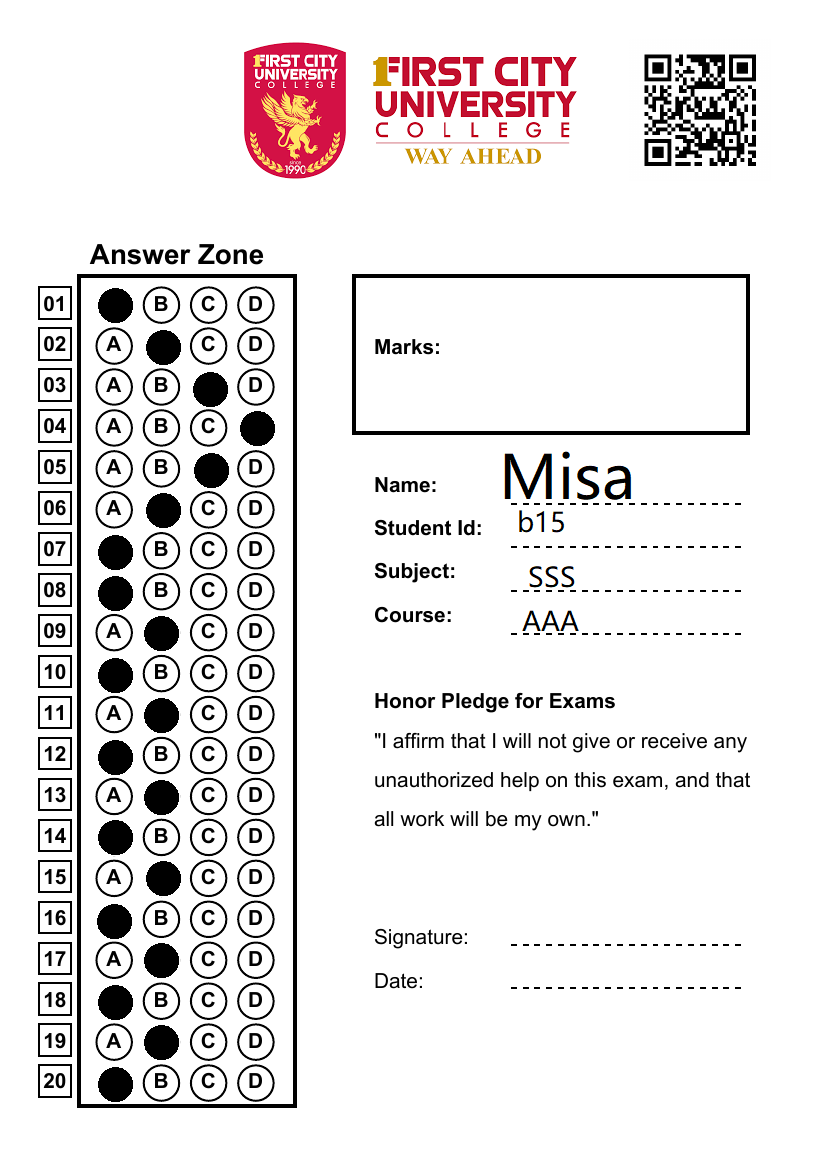 1FIRST CITY
UNIVERSITY
COLLEGE
since
1990
1FIRST CITY
UNIVERSITY
COLLEGE
WAY AHEAD
Answer Zone
01 B C D
02 A C D
03 A B D
04 A B C
05 A B D
06 A C D
07 B C D
08 B C D
09 A C D
10 B C D
11 A C D
12 B C D
13 A C D
14 B C D
15 A C D
16 B C D
17 A C D
18 B C D
19 A C D
20 B C D
Marks:
Name: Misa
Student Id: b15
Subject: SSS
Course: AAA
Honor Pledge for Exams
"I affirm that I will not give or receive any
unauthorized help on this exam, and that
all work will be my own."
Signature:
Date: